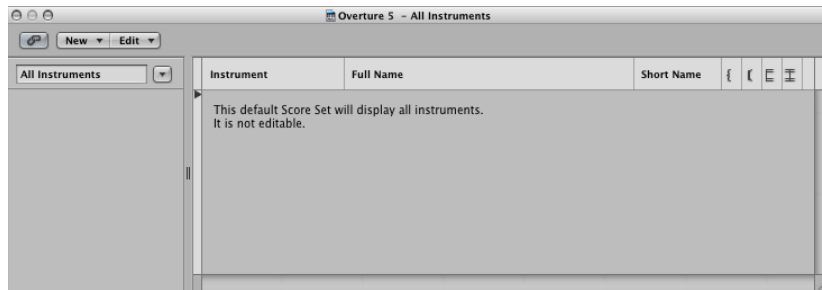 Overture 5 – All Instruments
New Edit
All Instruments
Instrument Full Name Short Name
This default Score Set will display all instruments.
It is not editable.